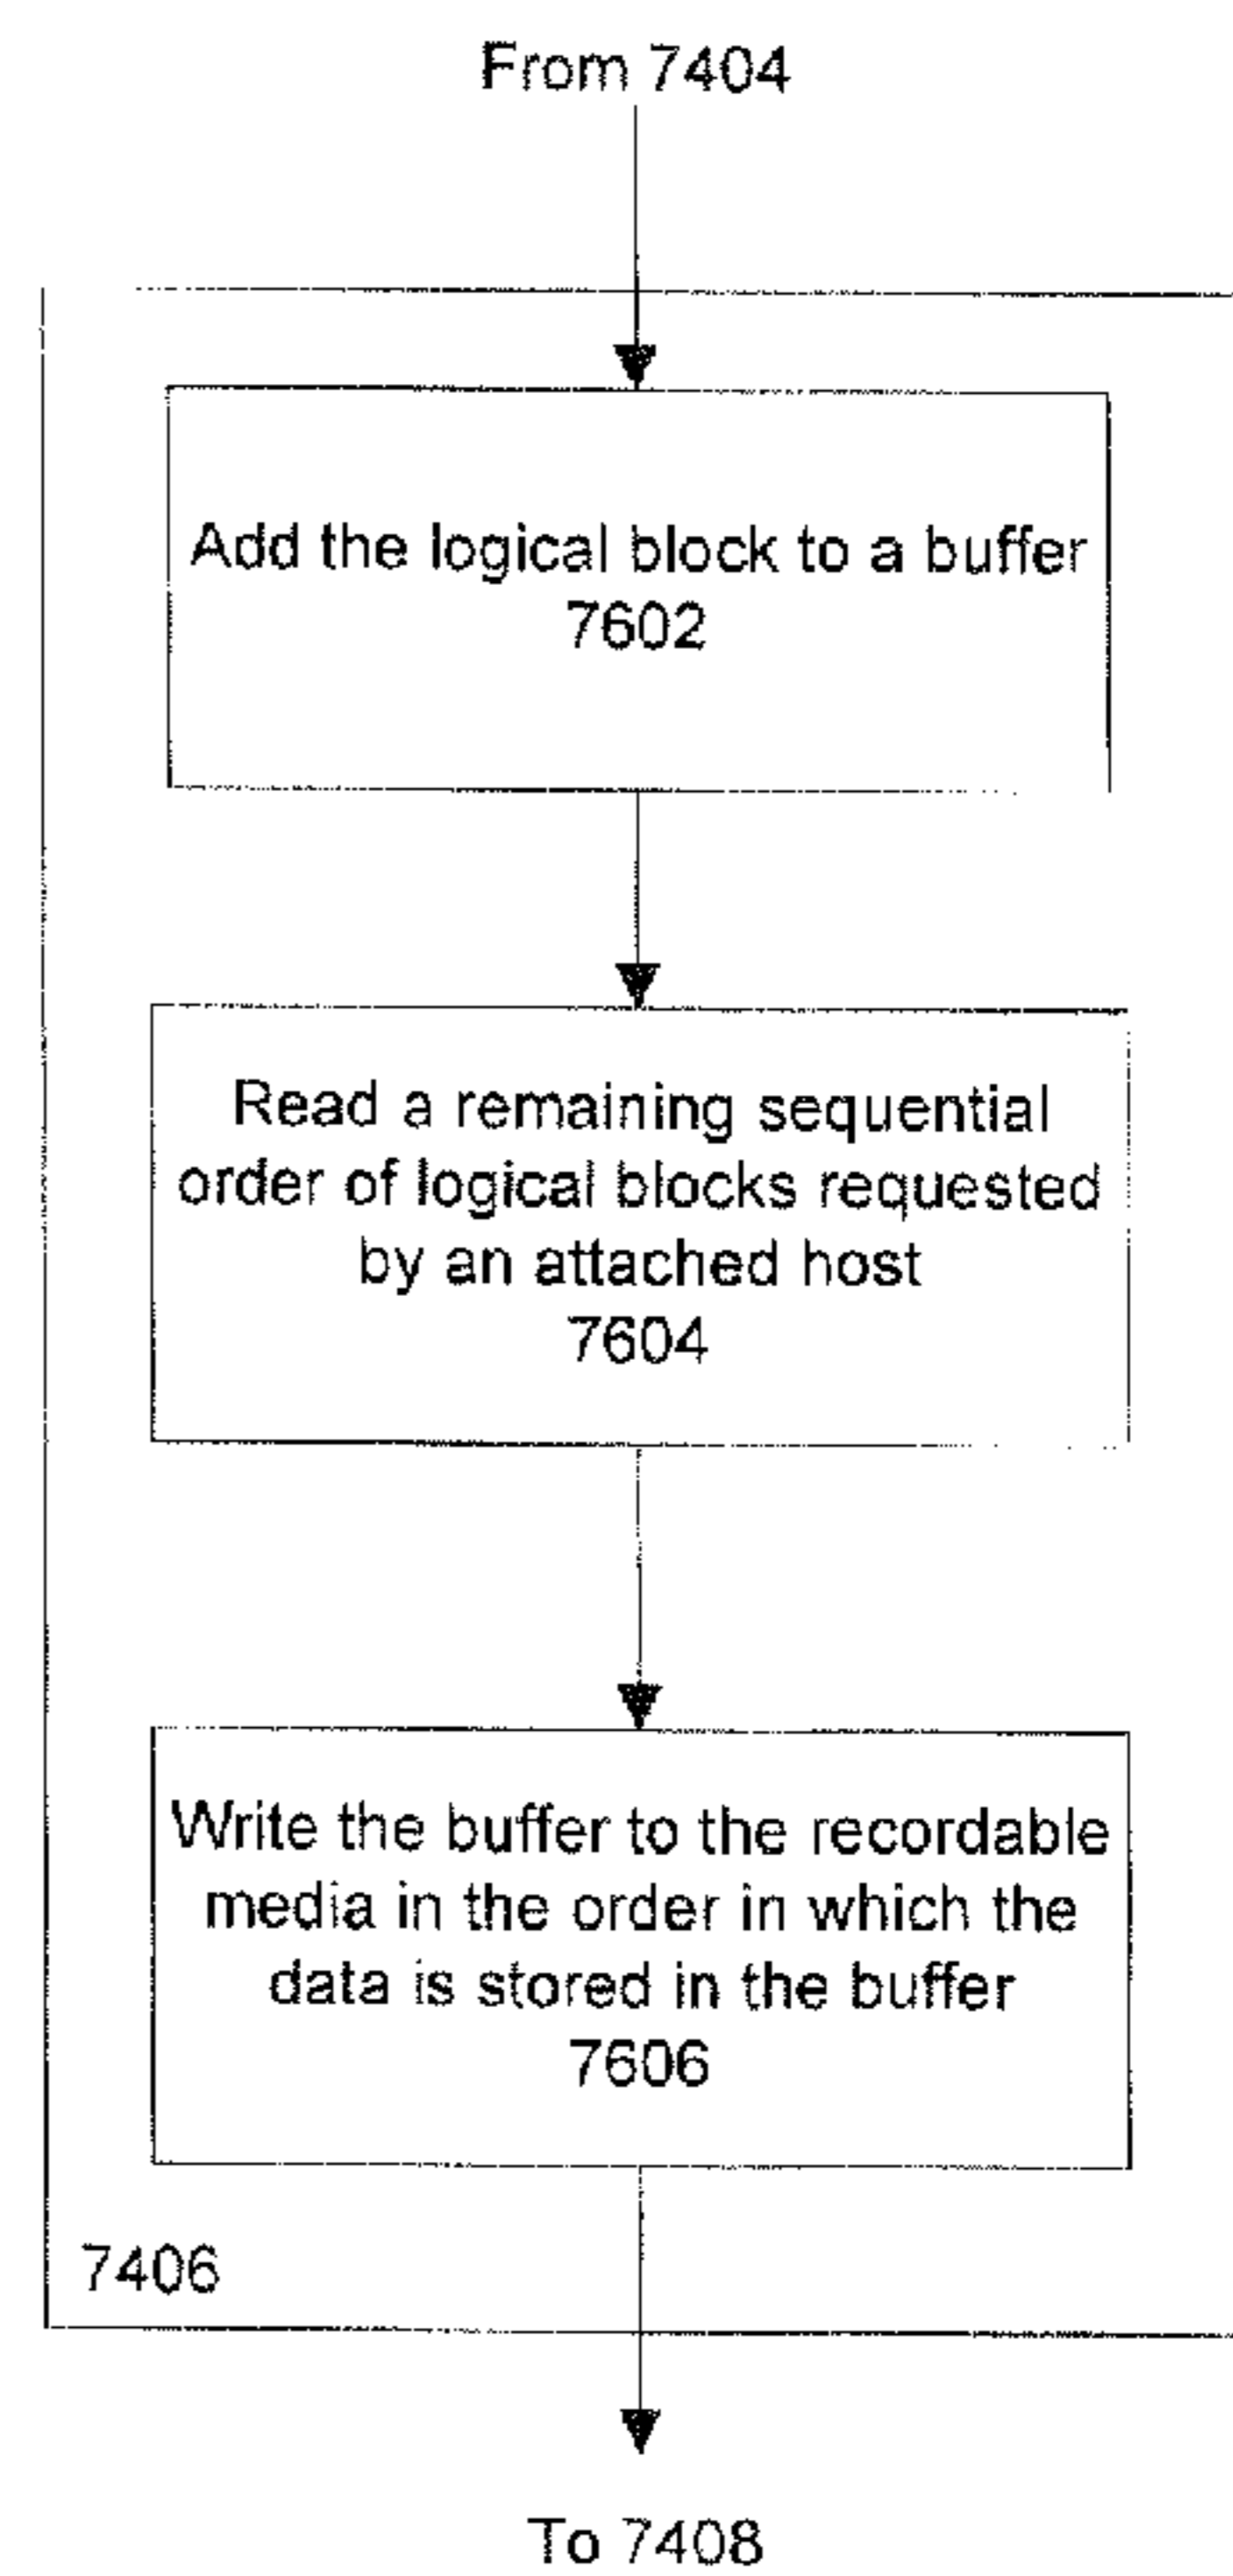 From 7404
Add the logical block to a buffer
7602
Read a remaining sequential
order of logical blocks requested
by an attached host
7604
Write the buffer to the recordable
media in the order in which the
data is stored in the buffer
7606
7406
To 7408